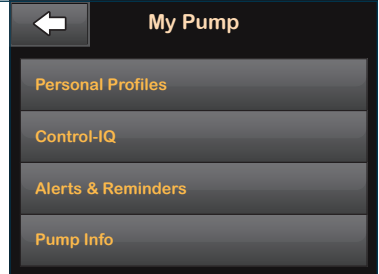 My Pump
Personal Profiles
Control-IQ
Alerts & Reminders
Pump Info